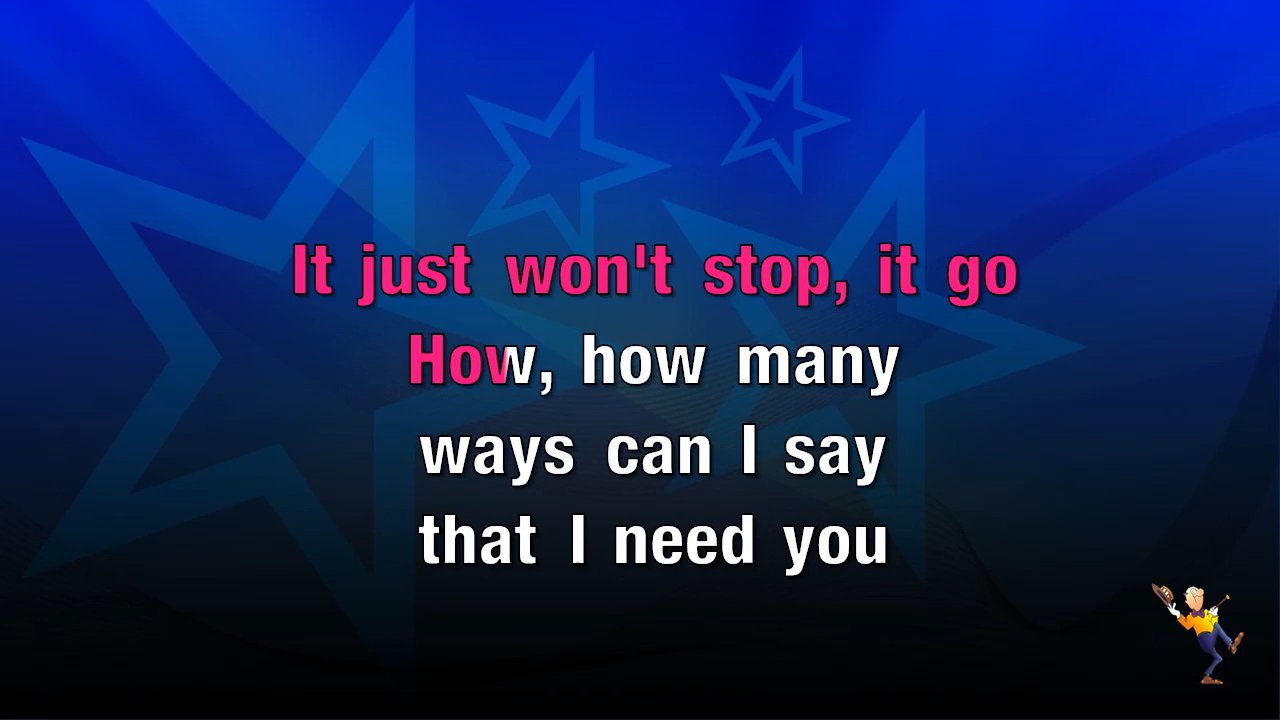 It just won't stop, it go
How, how many
ways can I say
that I need you